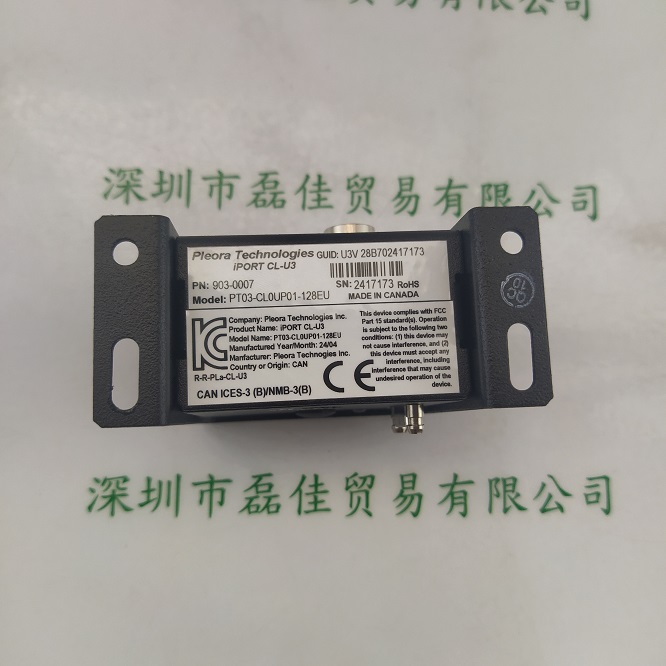 深圳市磊佳贸易有限公司
Pleora Technologies GUID: U3V 28B702417173
iPORT CL-U3
PN: 903-0007 SN: 2417173 RoHS
Model: PT03-CL0UP01-128EU MADE IN CANADA
Company: Pleora Technologies Inc.
Product Name: iPORT CL-U3
Model Name: PT03-CL0UP01-128EU
Manufactured Year/Month: 24/04
Manfacturer: Pleora Technologies Inc.
Country or Origin: CAN
R-R-PLa-CL-U3
CAN ICES-3 (B)/NMB-3(B)
CE
This device complies with FCC
Part 15 standard(s). Operation
is subject to the following two
conditions: (1) this device may
not cause interference, and (2)
this device must accept any
interference, including
interference that may cause
undesired operation of the
device.
QC
10
深圳市磊佳贸易有限公司